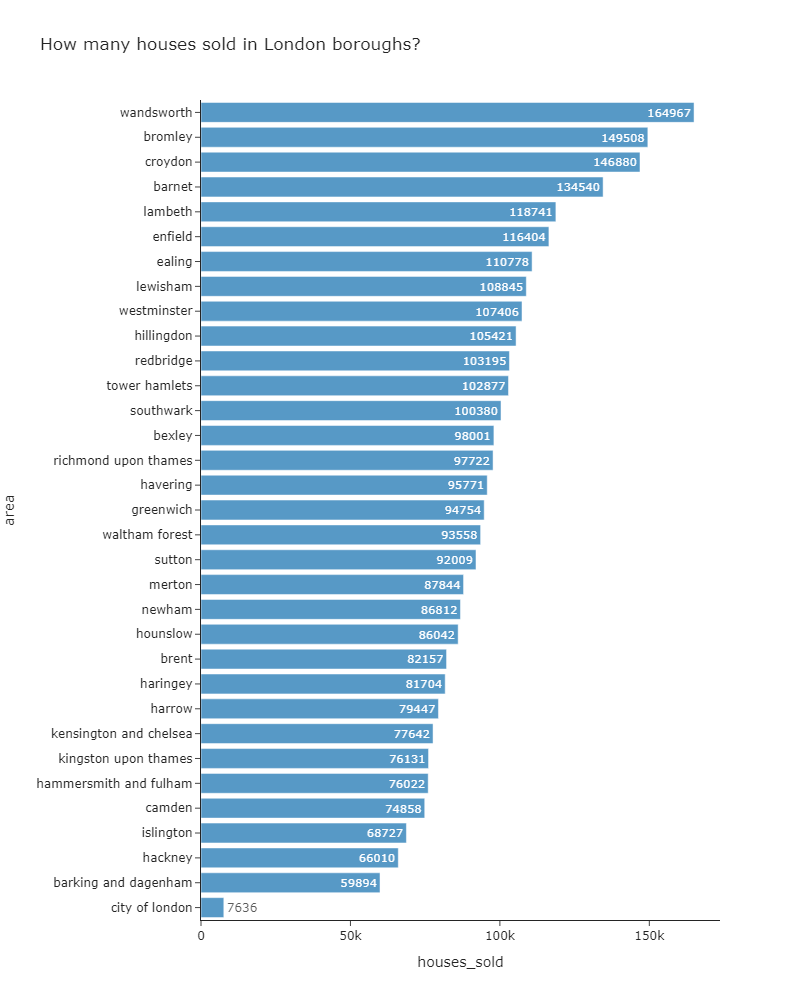 How many houses sold in London boroughs?
wandsworth 164967
bromley 149508
croydon 146880
barnet 134540
lambeth 118741
enfield 116404
ealing 110778
lewisham 108845
westminster 107406
hillingdon 105421
redbridge 103195
tower hamlets 102877
southwark 100380
bexley 98001
richmond upon thames 97722
havering 95771
greenwich 94754
waltham forest 93558
sutton 92009
merton 87844
newham 86812
hounslow 86042
brent 82157
haringey 81704
harrow 79447
kensington and chelsea 77642
kingston upon thames 76131
hammersmith and fulham 76022
camden 74858
islington 68727
hackney 66010
barking and dagenham 59894
city of london 7636
0 50k 100k 150k
houses_sold
area